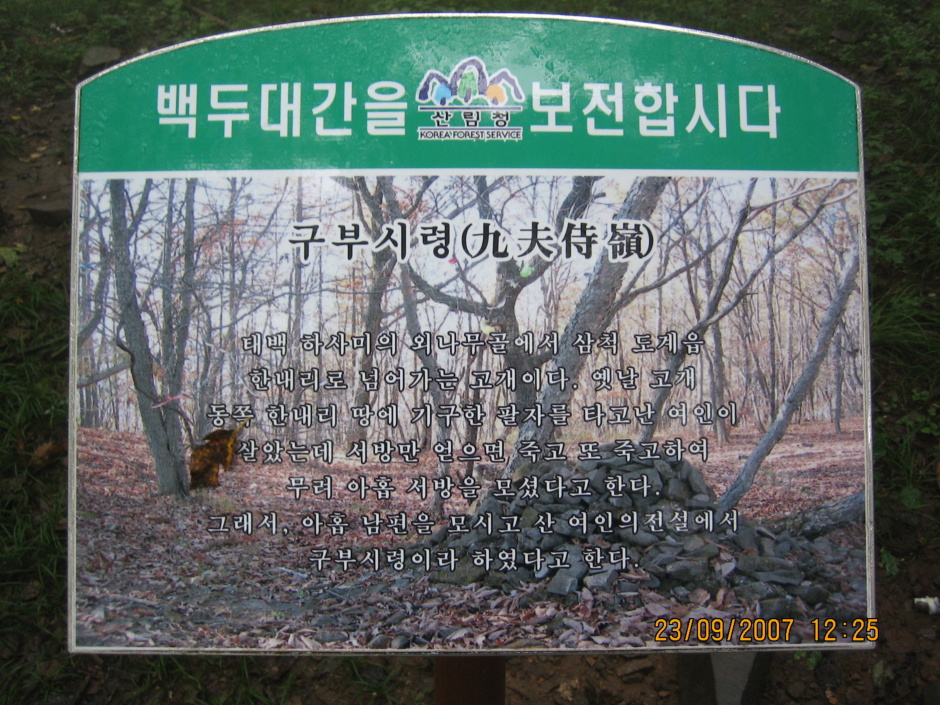 백두대간을 산림청 KOREA FOREST SERVICE 보전합시다
구부시령(九夫侍嶺)
태백 하사미의 외나무골에서 삼척 도계읍
한내리로 넘어가는 고개이다. 옛날 고개
동쪽 한내리 땅에 기구한 팔자를 타고난 여인이
살았는데 서방만 얻으면 죽고 또 죽고하여
무려 아홉 서방을 모셨다고 한다.
그래서, 아홉 남편을 모시고 산 여인의전설에서
구부시령이라 하였다고 한다.
23/09/2007 12:25